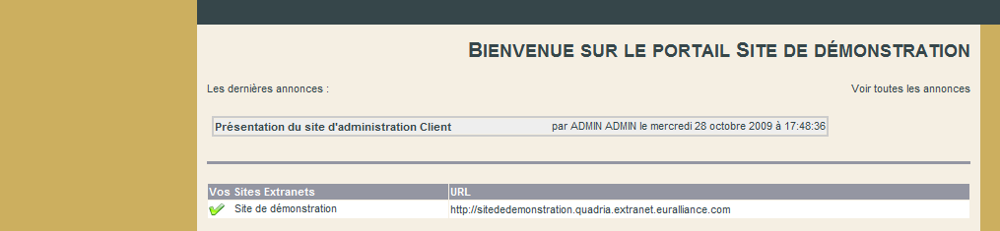 BIENVENUE SUR LE PORTAIL SITE DE DÉMONSTRATION
Les dernières annonces : Voir toutes les annonces
Présentation du site d'administration Client par ADMIN ADMIN le mercredi 28 octobre 2009 à 17:48:36
Vos Sites Extranets URL
Site de démonstration http://sitededemonstration.quadria.extranet.euralliance.com